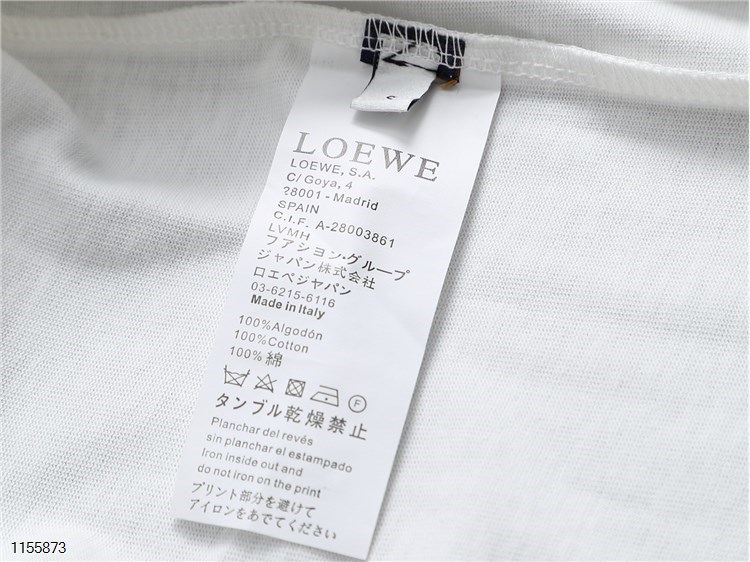 LOEWE
LOEWE, S.A.
C/ Goya, 4
28001 - Madrid
SPAIN
C.I.F. A-28003861
LVMH
ファション・グループ
ジャパン株式会社
ロエベジャパン
03-6215-6116
Made in Italy
100%Algodón
100%Cotton
100%綿
F
タンブル乾燥禁止
Planchar del revés
sin planchar el estampado
Iron inside out and
do not iron on the print
プリント部分を避けて
アイロンをあててください
1155873